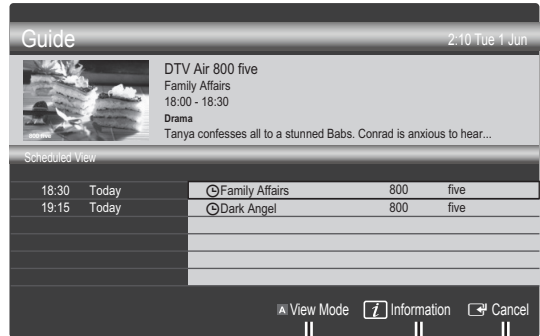 Guide 2:10 Tue 1 Jun
DTV Air 800 five
Family Affairs
18:00 - 18:30
Drama
Tanya confesses all to a stunned Babs. Conrad is anxious to hear...
800 five
Scheduled View
18:30 Today Family Affairs 800 five
19:15 Today Dark Angel 800 five
A View Mode i Information Cancel